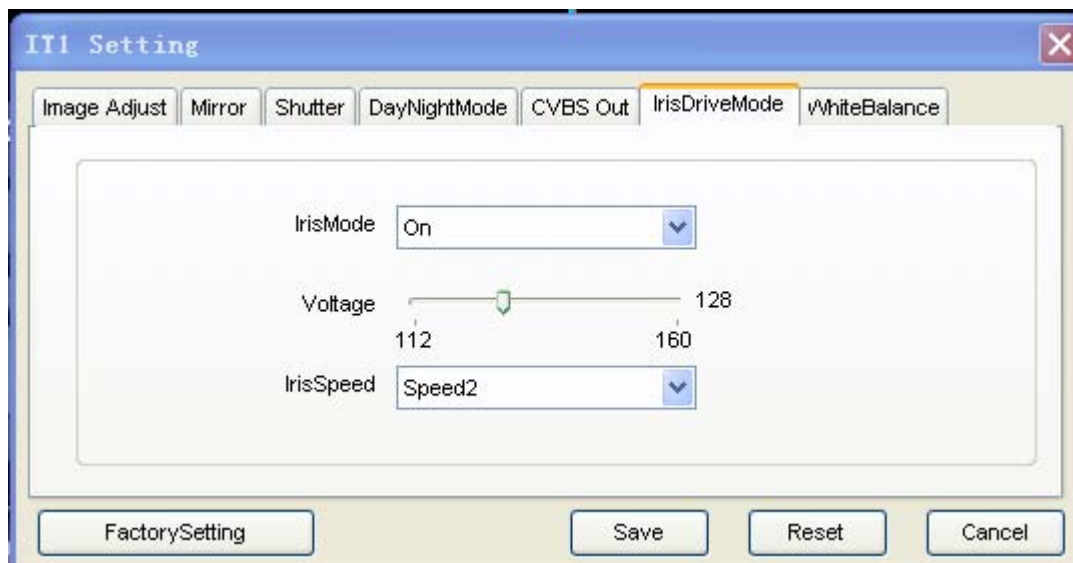 IT1 Setting
Image Adjust Mirror Shutter DayNightMode CVBS Out IrisDriveMode WhiteBalance
IrisMode On
Voltage 128
112 160
IrisSpeed Speed2
FactorySetting Save Reset Cancel